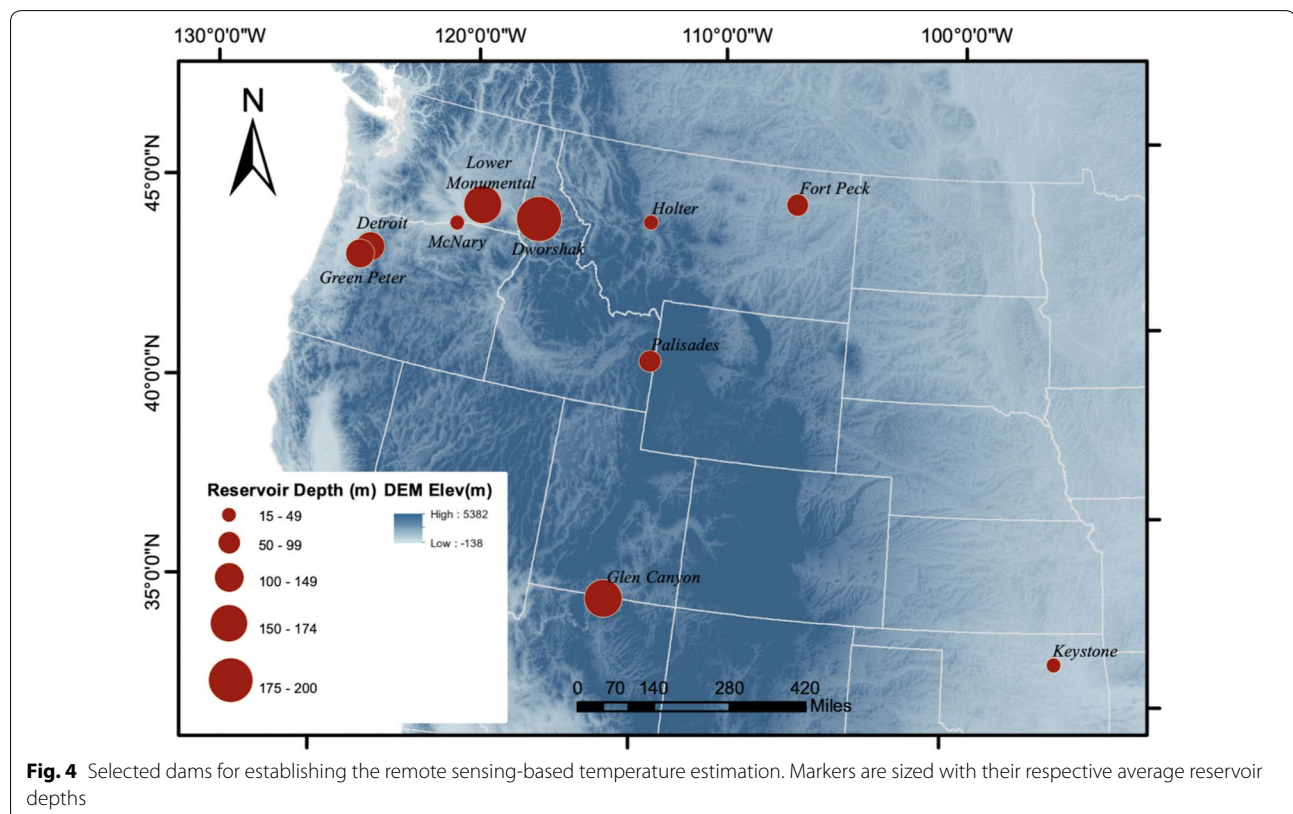 130°0'0"W 120°0'0"W 110°0'0"W 100°0'0"W
N
45°0'0"N
40°0'0"N
35°0'0"N
Lower
Monumental
Fort Peck
Holter
Detroit
McNary
Dworshak
Green Peter
Palisades
Glen Canyon
Keystone
Reservoir Depth (m) DEM Elev(m)
15 - 49
50 - 99
100 - 149
150 - 174
175 - 200
High : 5382
Low : -138
0 70 140 280 420
Miles
Fig. 4 Selected dams for establishing the remote sensing-based temperature estimation. Markers are sized with their respective average reservoir
depths